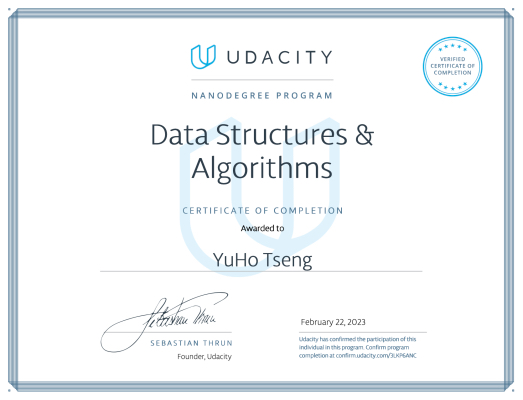 UDACITY
VERIFIED
CERTIFICATE OF
COMPLETION
NANODEGREE PROGRAM
Data Structures &
Algorithms
CERTIFICATE OF COMPLETION
Awarded to
YuHo Tseng
Sebastian Thrun
SEBASTIAN THRUN
Founder, Udacity
February 22, 2023
Udacity has confirmed the participation of this
individual in this program. Confirm program
completion at confirm.udacity.com/3LKP6ANC